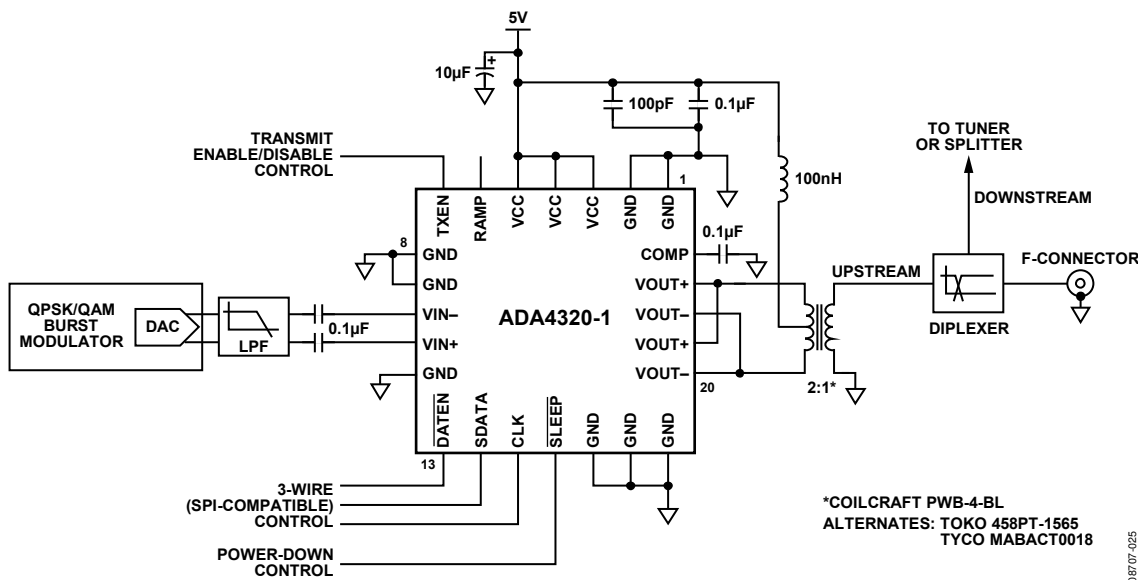 5V
10µF
+
100pF
0.1µF
TRANSMIT
ENABLE/DISABLE
CONTROL
100nH
TO TUNER
OR SPLITTER
DOWNSTREAM
1
TXEN
RAMP
VCC
VCC
VCC
GND
GND
8
GND
GND
VIN–
VIN+
GND
COMP
VOUT+
VOUT–
VOUT+
VOUT–
20
0.1µF
ADA4320-1
QPSK/QAM
BURST
MODULATOR
DAC
LPF
0.1µF
UPSTREAM
F-CONNECTOR
DIPLEXER
2:1*
DATEN
SDATA
CLK
SLEEP
GND
GND
GND
13
3-WIRE
(SPI-COMPATIBLE)
CONTROL
POWER-DOWN
CONTROL
*COILCRAFT PWB-4-BL
ALTERNATES: TOKO 458PT-1565
TYCO MABACT0018
8707-025